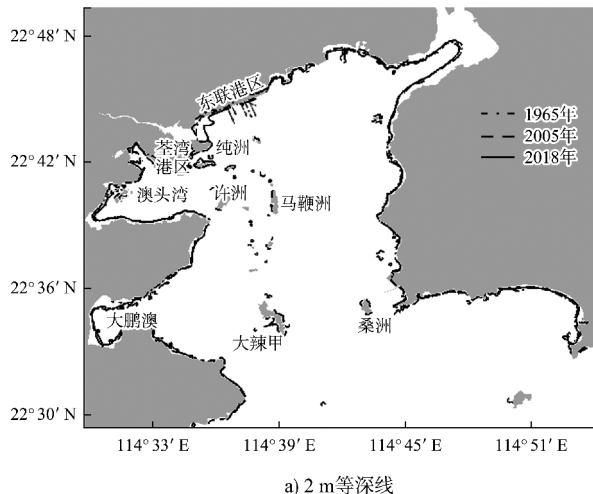 22°48′ N
东联港区
1965年
荃湾
纯洲
2005年
22°42′ N
港区
2018年
澳头湾
许洲
马鞭洲
22°36′ N
大鹏澳
大辣甲
桑洲
22°30′ N
114°33′ E
114°39′ E
114°45′ E
114°51′ E
a) 2 m等深线